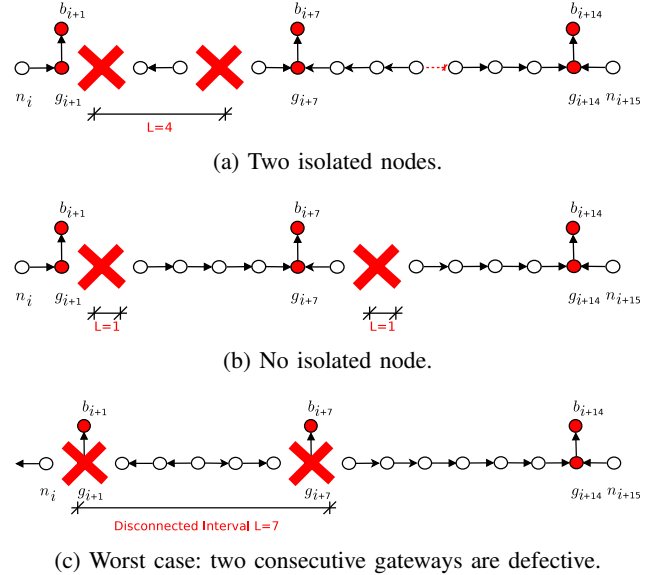 b_{i+1} b_{i+7} b_{i+14}
n_i g_{i+1} g_{i+7} g_{i+14} n_{i+15}
L=4
(a) Two isolated nodes.
b_{i+1} b_{i+7} b_{i+14}
n_i g_{i+1} g_{i+7} g_{i+14} n_{i+15}
L=1 L=1
(b) No isolated node.
b_{i+1} b_{i+7} b_{i+14}
n_i g_{i+1} g_{i+7} g_{i+14} n_{i+15}
Disconnected Interval L=7
(c) Worst case: two consecutive gateways are defective.